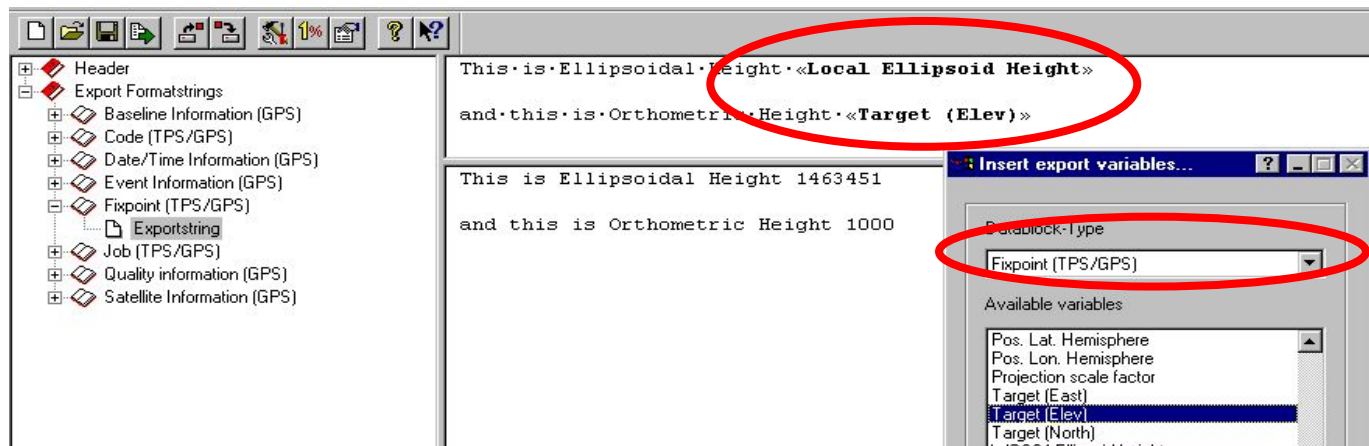 1%
Header
Export Formatstrings
Baseline Information (GPS)
Code (TPS/GPS)
Date/Time Information (GPS)
Event Information (GPS)
Fixpoint (TPS/GPS)
Exportstring
Job (TPS/GPS)
Quality information (GPS)
Satellite Information (GPS)
This·is·Ellipsoidal·Height·«Local Ellipsoid Height»
and·this·is·Orthometric·Height·«Target (Elev)»
This is Ellipsoidal Height 1463451
and this is Orthometric Height 1000
Insert export variables...
Datablock-Type
Fixpoint (TPS/GPS)
Available variables
Pos. Lat. Hemisphere
Pos. Lon. Hemisphere
Projection scale factor
Target (East)
Target (Elev)
Target (North)